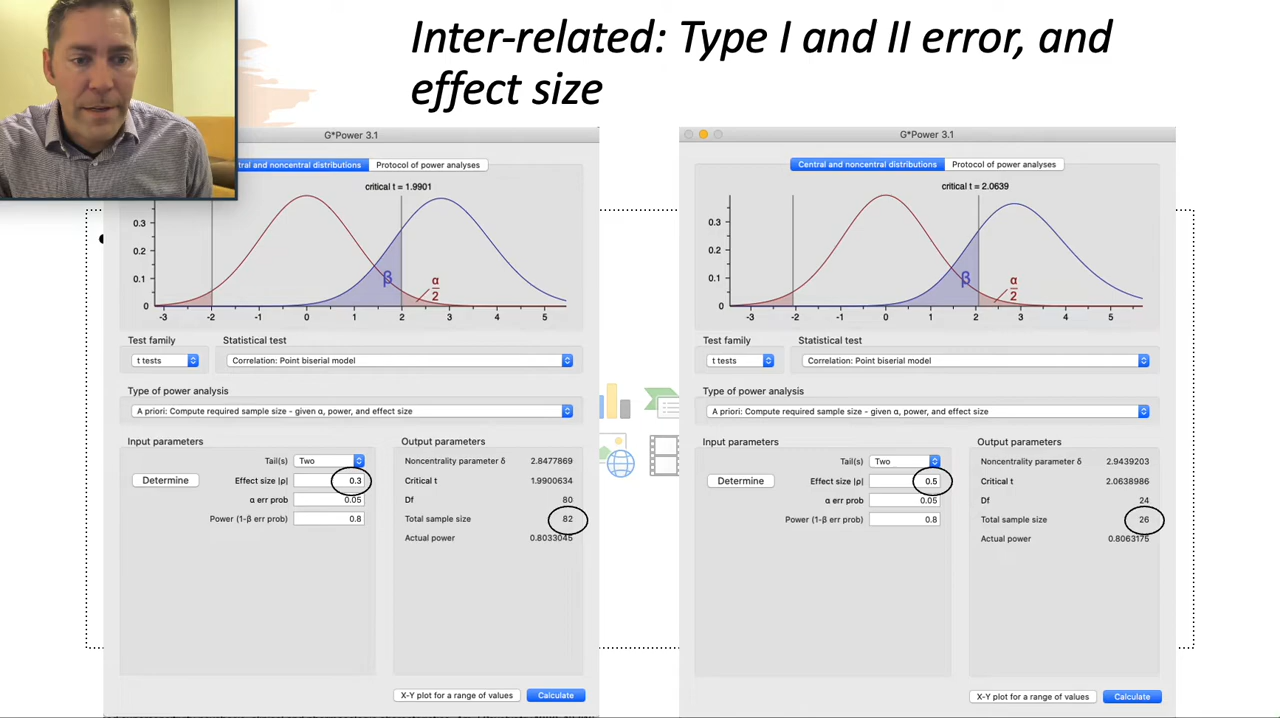 Inter-related: Type I and II error, and
effect size
G*Power 3.1
tral and noncentral distributions
Protocol of power analyses
critical t = 1.9901
0.3
0.2
0.1
0
β
α
2
-3 -2 -1 0 1 2 3 4 5
Test family
Statistical test
t tests
Correlation: Point biserial model
Type of power analysis
A priori: Compute required sample size - given α, power, and effect size
Input parameters
Output parameters
Tail(s) Two
Determine
Effect size |ρ| 0.3
α err prob 0.05
Power (1-β err prob) 0.8
Noncentrality parameter δ 2.8477869
Critical t 1.9900634
Df 80
Total sample size 82
Actual power 0.8033045
X-Y plot for a range of values
Calculate
G*Power 3.1
Central and noncentral distributions
Protocol of power analyses
critical t = 2.0639
0.3
0.2
0.1
0
β
α
2
-3 -2 -1 0 1 2 3 4 5
Test family
Statistical test
t tests
Correlation: Point biserial model
Type of power analysis
A priori: Compute required sample size - given α, power, and effect size
Input parameters
Output parameters
Tail(s) Two
Determine
Effect size |ρ| 0.5
α err prob 0.05
Power (1-β err prob) 0.8
Noncentrality parameter δ 2.9439203
Critical t 2.0638986
Df 24
Total sample size 26
Actual power 0.8063175
X-Y plot for a range of values
Calculate